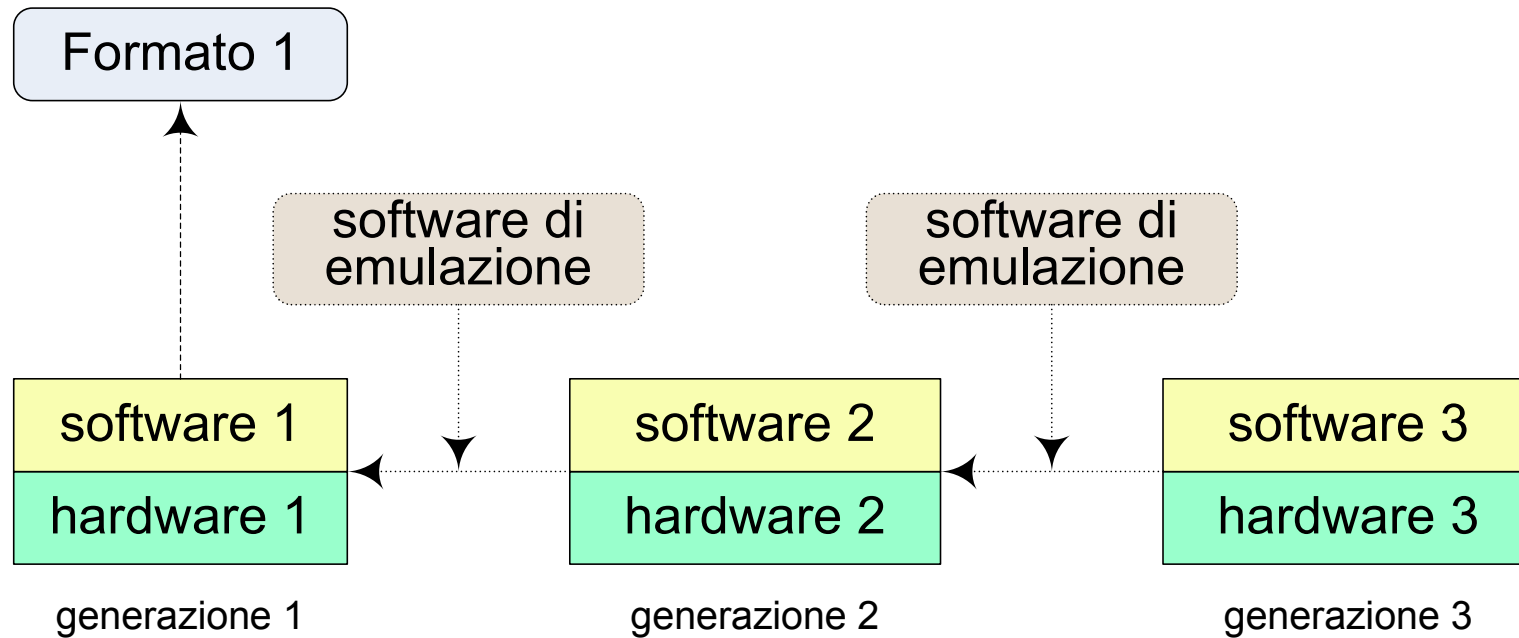 Formato 1
software di
emulazione
software di
emulazione
software 1
hardware 1
software 2
hardware 2
software 3
hardware 3
generazione 1
generazione 2
generazione 3